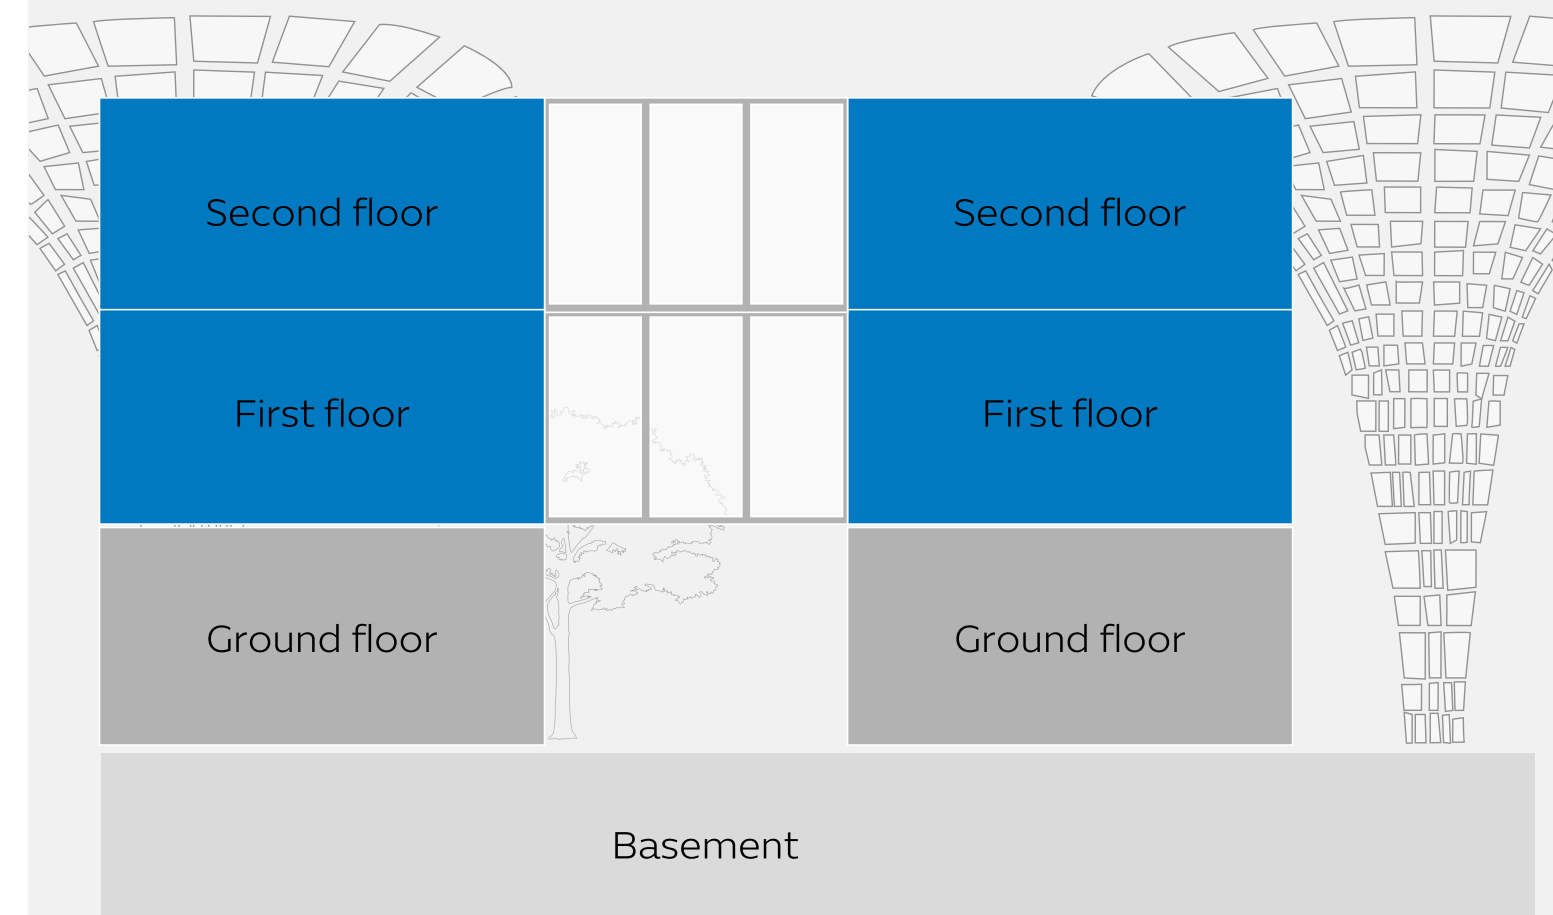 Second floor
Second floor
First floor
First floor
Ground floor
Ground floor
Basement